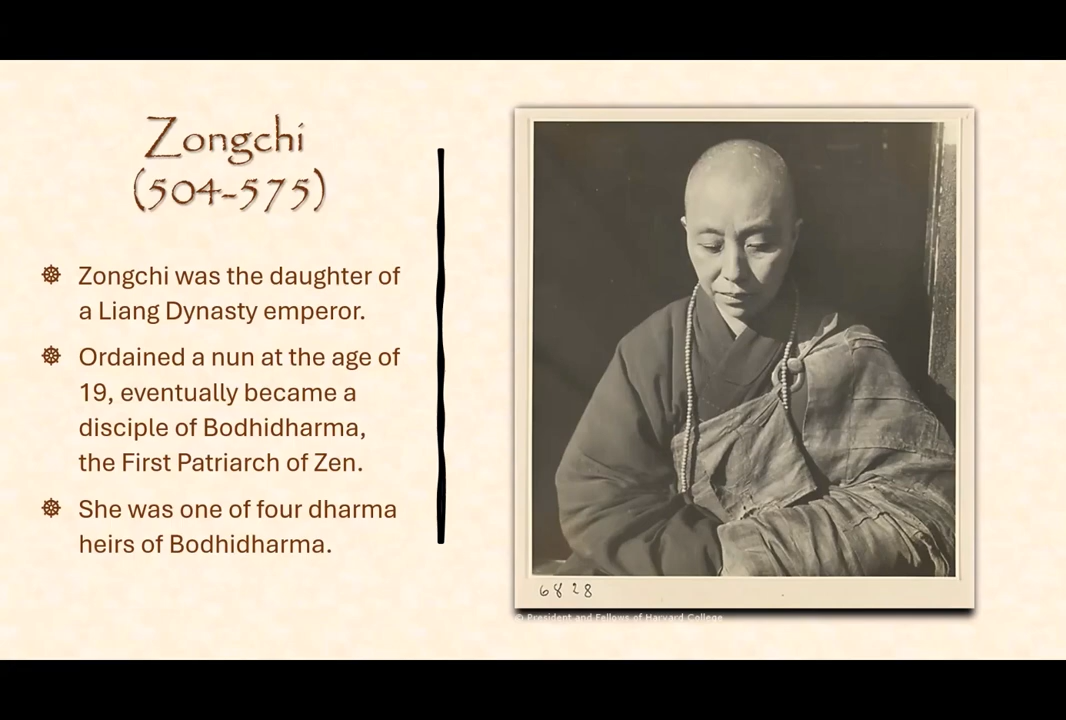 Zongchi
(504-575)
Zongchi was the daughter of
a Liang Dynasty emperor.
Ordained a nun at the age of
19, eventually became a
disciple of Bodhidharma,
the First Patriarch of Zen.
She was one of four dharma
heirs of Bodhidharma.
6828
© President and Fellows of Harvard College